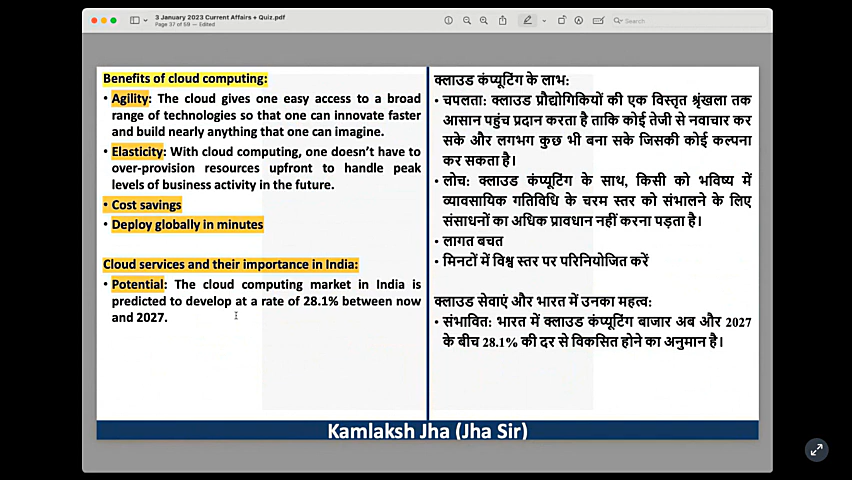 3 January 2023 Current Affairs + Quiz.pdf
Page 37 of 59 — Edited
Search
Benefits of cloud computing:
• Agility: The cloud gives one easy access to a broad
range of technologies so that one can innovate faster
and build nearly anything that one can imagine.
• Elasticity: With cloud computing, one doesn't have to
over-provision resources upfront to handle peak
levels of business activity in the future.
• Cost savings
• Deploy globally in minutes
Cloud services and their importance in India:
• Potential: The cloud computing market in India is
predicted to develop at a rate of 28.1% between now
and 2027.
क्लाउड कंप्यूटिंग के लाभ:
• चपलता: क्लाउड प्रौद्योगिकियों की एक विस्तृत श्रृंखला तक
आसान पहुंच प्रदान करता है ताकि कोई तेजी से नवाचार कर
सके और लगभग कुछ भी बना सके जिसकी कोई कल्पना
कर सकता है।
• लोच: क्लाउड कंप्यूटिंग के साथ, किसी को भविष्य में
व्यावसायिक गतिविधि के चरम स्तर को संभालने के लिए
संसाधनों का अधिक प्रावधान नहीं करना पड़ता है।
• लागत बचत
• मिनटों में विश्व स्तर पर परिनियोजित करें
क्लाउड सेवाएं और भारत में उनका महत्व:
• संभावित: भारत में क्लाउड कंप्यूटिंग बाजार अब और 2027
के बीच 28.1% की दर से विकसित होने का अनुमान है।
Kamlaksh Jha (Jha Sir)